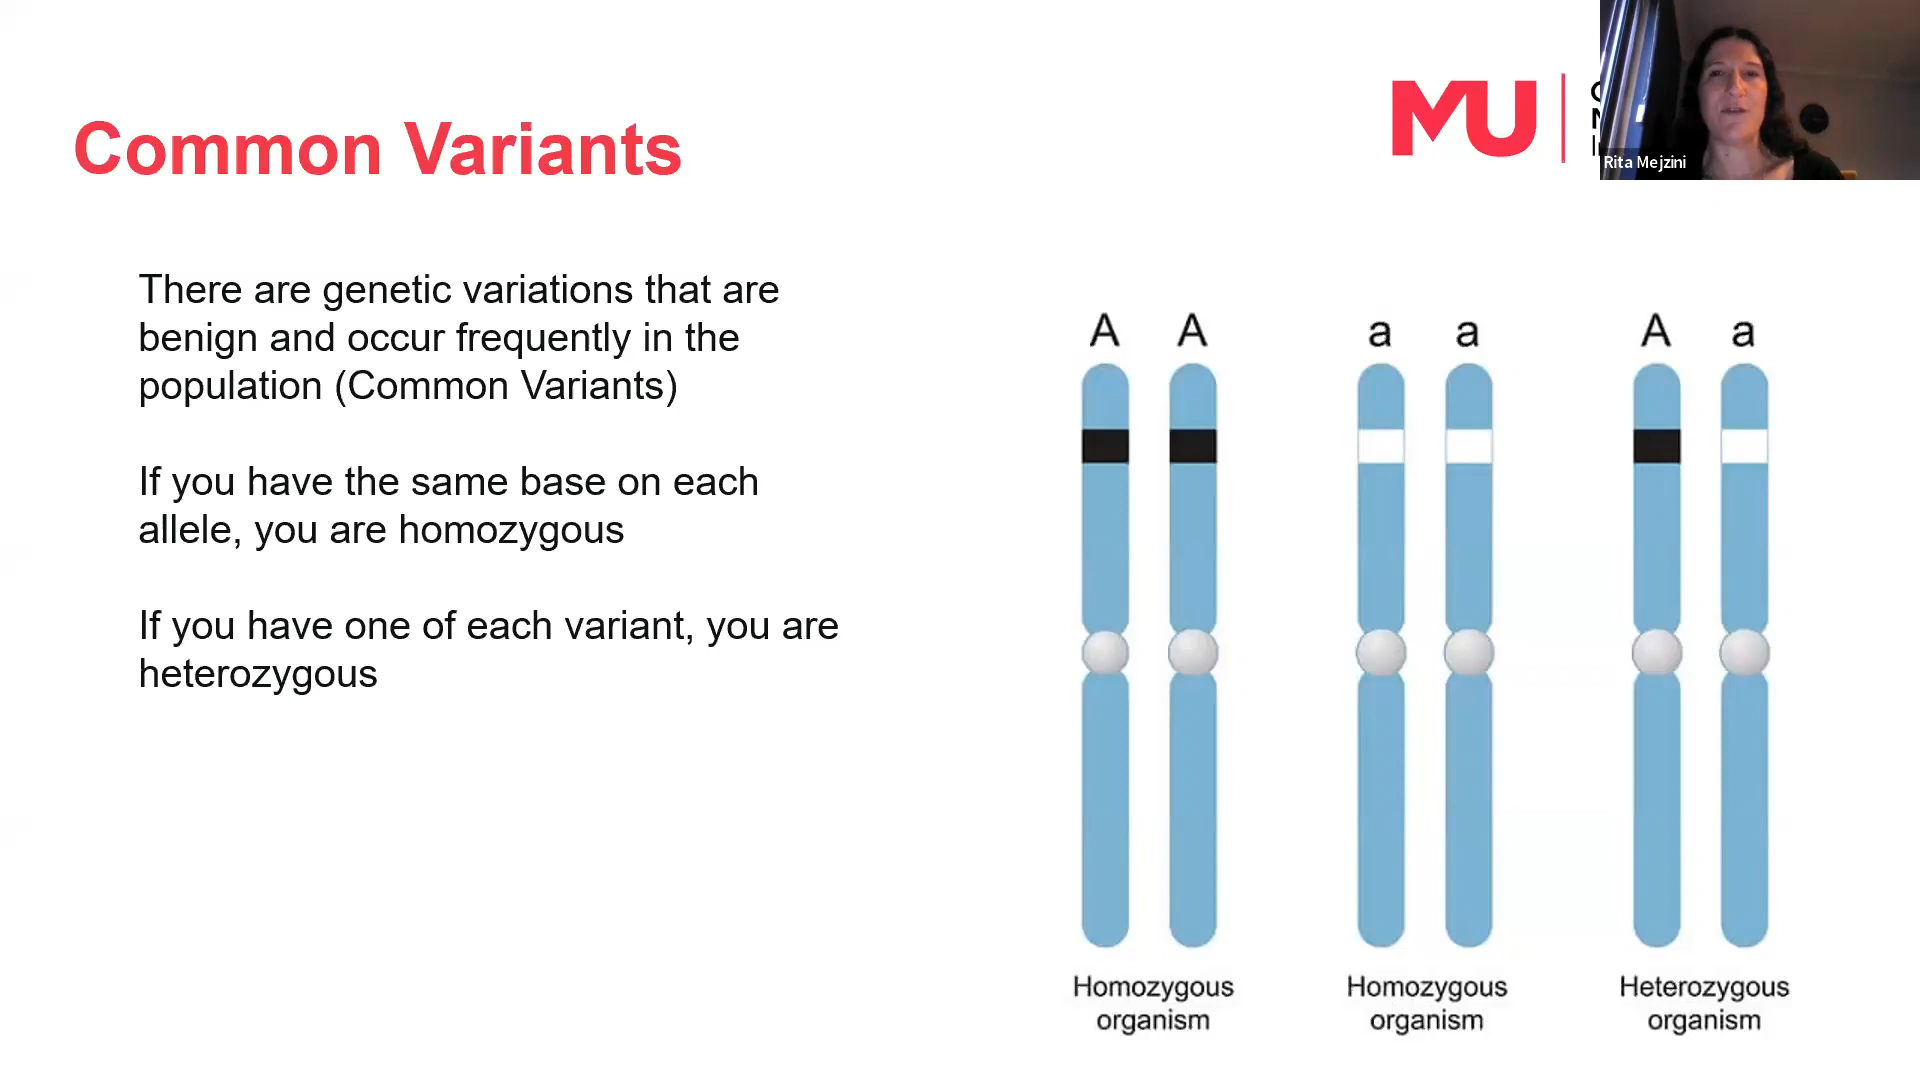 Common Variants
MU
Rita Mejzini
There are genetic variations that are
benign and occur frequently in the
population (Common Variants)
If you have the same base on each
allele, you are homozygous
If you have one of each variant, you are
heterozygous
A A a a A a
Homozygous
organism
Homozygous
organism
Heterozygous
organism